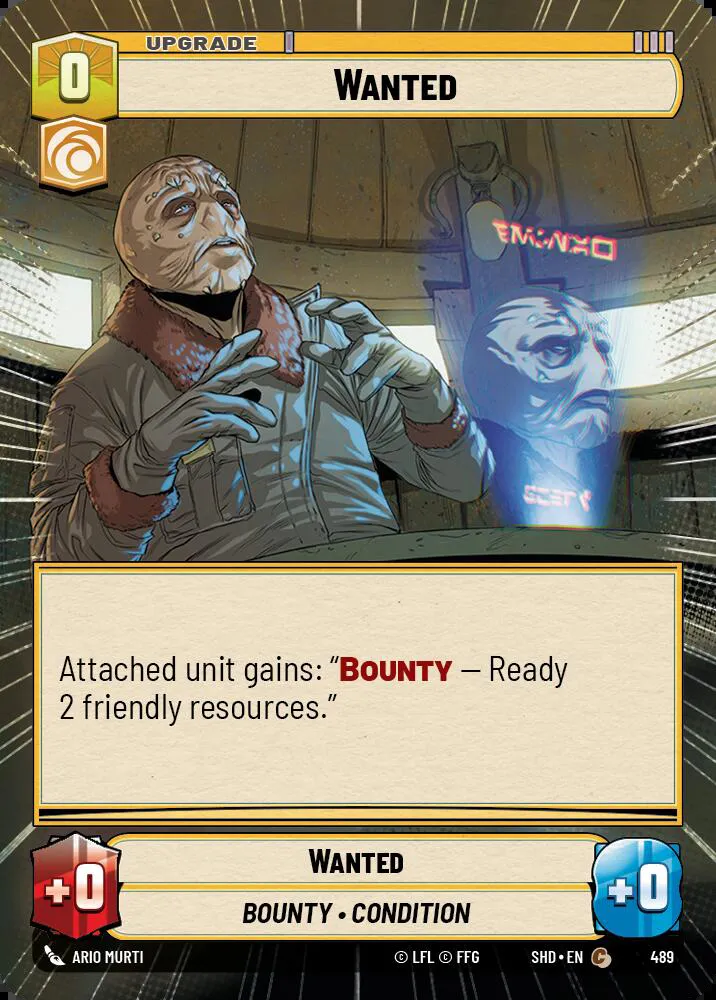 UPGRADE
0
WANTED
Attached unit gains: “BOUNTY – Ready
2 friendly resources.”
+0
WANTED
+0
BOUNTY • CONDITION
ARIO MURTI
© LFL © FFG
SHD • EN
C
489